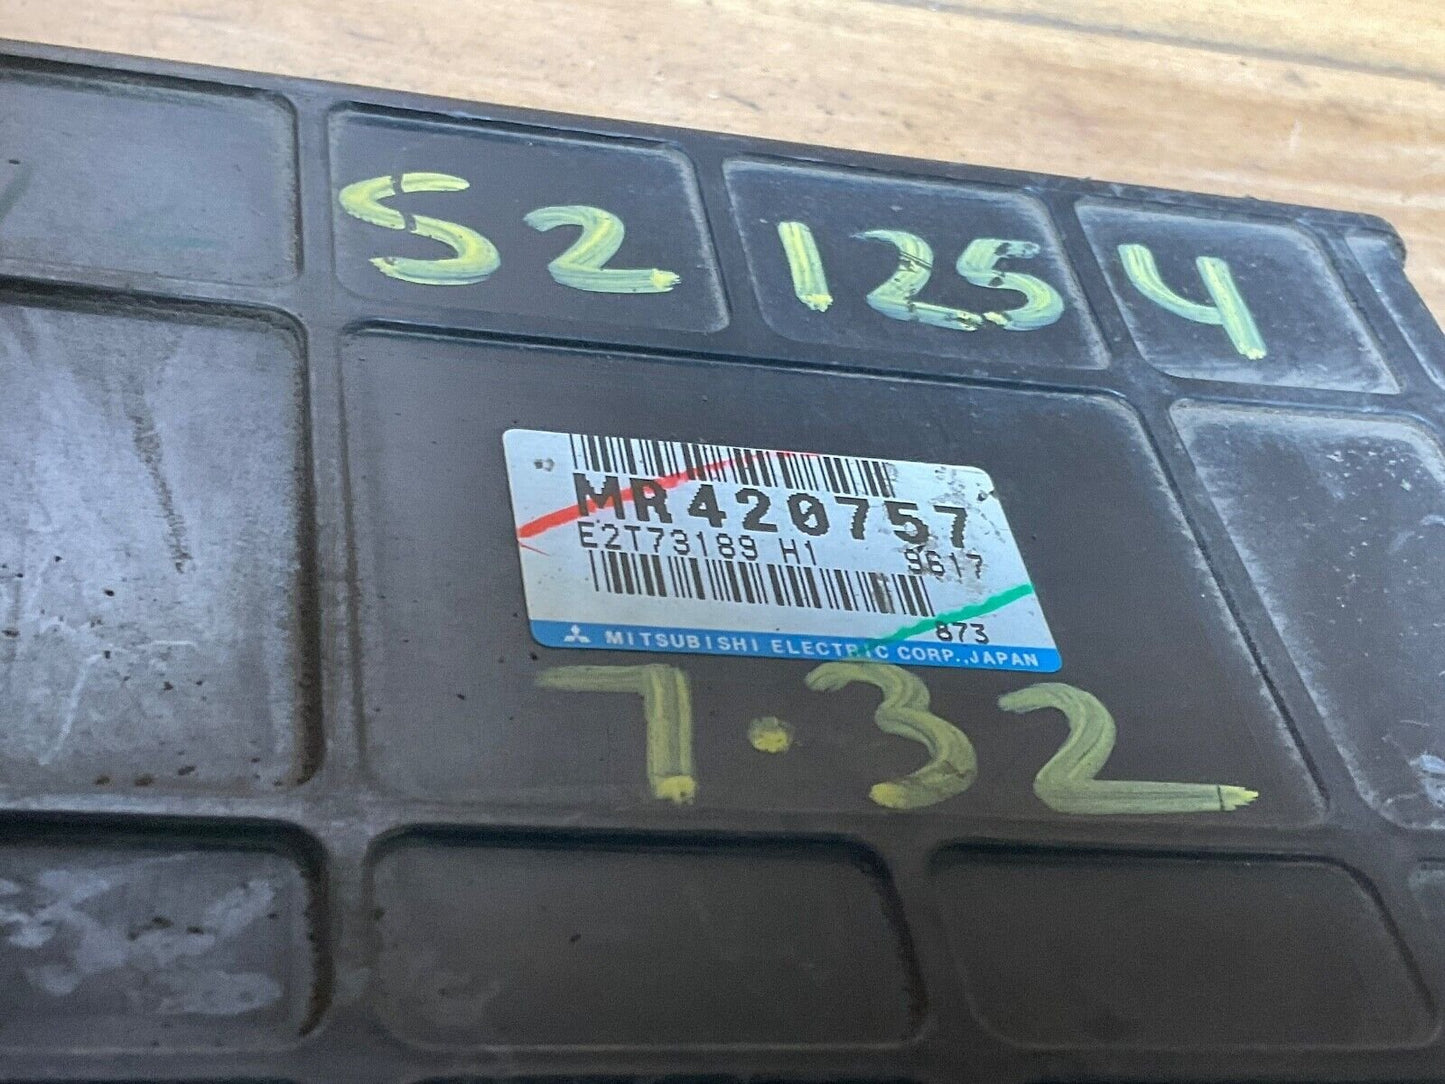 S2 1254
MR420757
E2T73189 H1 9617
873
MITSUBISHI ELECTRIC CORP., JAPAN
7.32